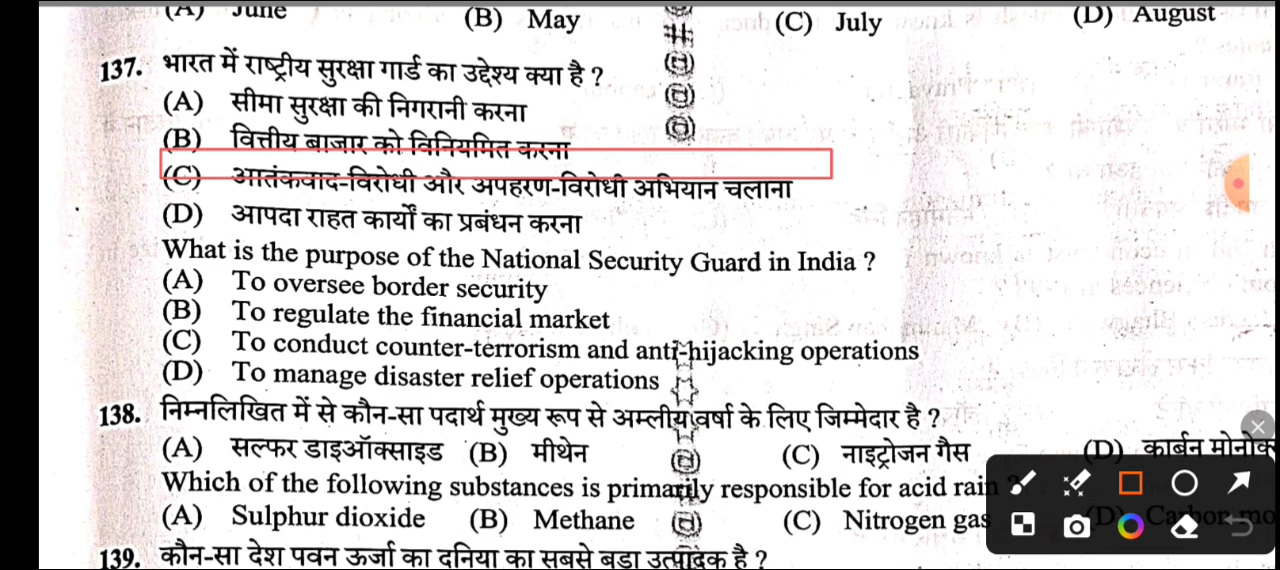 (A) June (B) May (C) July (D) August
137. भारत में राष्ट्रीय सुरक्षा गार्ड का उद्देश्य क्या है ?
(A) सीमा सुरक्षा की निगरानी करना
(B) वित्तीय बाजार को विनियमित करना
(C) आतंकवाद-विरोधी और अपहरण-विरोधी अभियान चलाना
(D) आपदा राहत कार्यों का प्रबंधन करना
What is the purpose of the National Security Guard in India ?
(A) To oversee border security
(B) To regulate the financial market
(C) To conduct counter-terrorism and anti-hijacking operations
(D) To manage disaster relief operations
138. निम्नलिखित में से कौन-सा पदार्थ मुख्य रूप से अम्लीय वर्षा के लिए जिम्मेदार है ?
(A) सल्फर डाइऑक्साइड (B) मीथेन (C) नाइट्रोजन गैस (D) कार्बन
Which of the following substances is primarily responsible for acid rain
(A) Sulphur dioxide (B) Methane (C) Nitrogen gas (D) Carbon
139. कौन-सा देश पवन ऊर्जा का दुनिया का सबसे बड़ा उत्पादक है ?